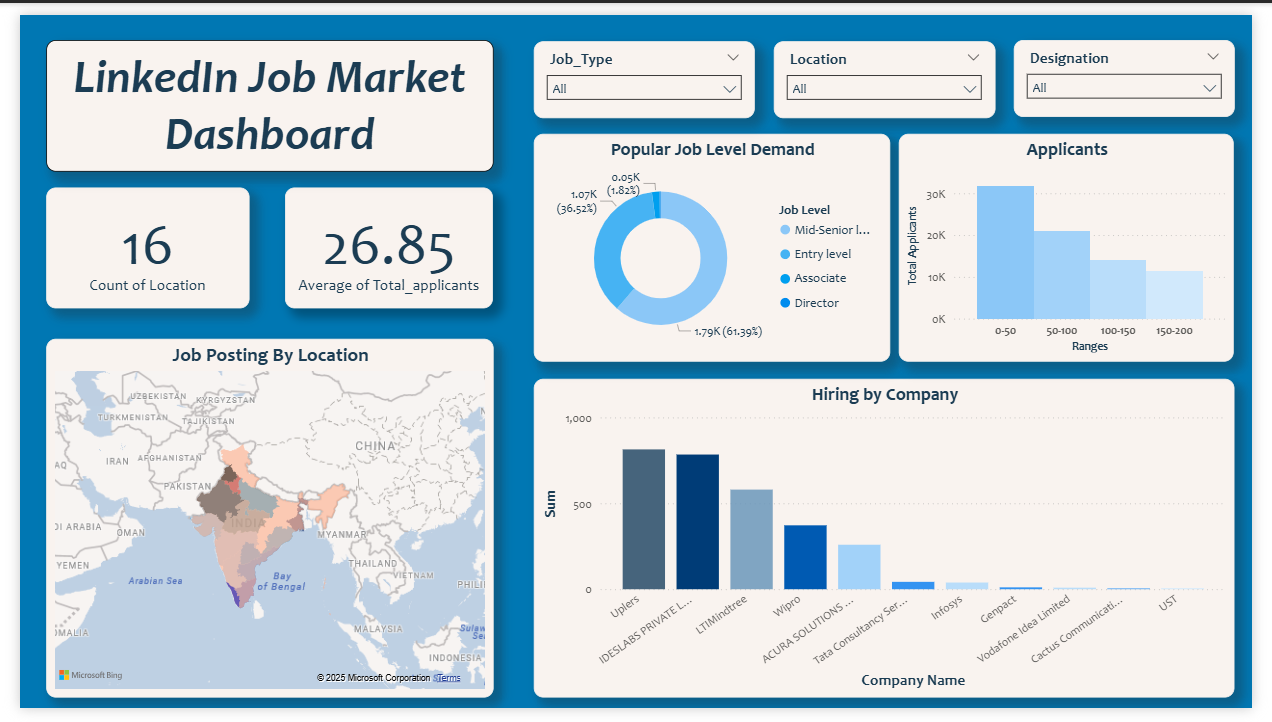 LinkedIn Job Market
Dashboard
Job_Type
All
Location
All
Designation
All
16
Count of Location
26.85
Average of Total_applicants
Popular Job Level Demand
0.05K
(1.82%)
1.07K
(36.52%)
1.79K (61.39%)
Job Level
Mid-Senior l...
Entry level
Associate
Director
Applicants
Total Applicants
30K
20K
10K
0K
0-50
50-100
100-150
150-200
Ranges
Job Posting By Location
UZBEKISTAN
KYRGYZSTAN
TURKMENISTAN
TAJIKISTAN
CHINA
AQ
IRAN
AFGHANISTAN
PAKISTAN
INDIA
DI ARABIA
OMAN
MYANMAR
YEMEN
THAILAND
VIETNAM
Arabian Sea
Bay
of Bengal
PHILI
MALIA
MALAYSIA
Sulaw
Se
INDONESIA
Microsoft Bing
© 2025 Microsoft Corporation
Terms
Hiring by Company
Sum
1,000
500
0
Uplers
IDESLABS PRIVATE L...
LTIMindtree
Wipro
ACURA SOLUTIONS ...
Tata Consultancy Ser...
Infosys
Genpact
Vodafone Idea Limited
Cactus Communicati...
UST
Company Name